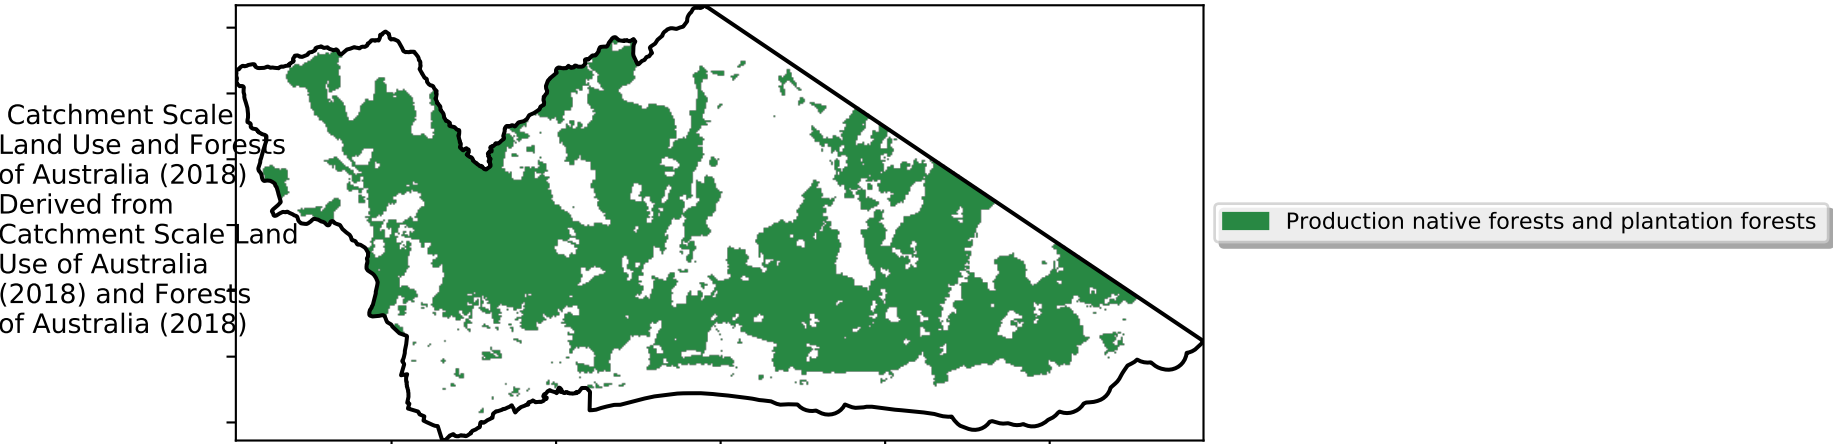 Catchment Scale
Land Use and Forests
of Australia (2018)
Derived from
Catchment Scale Land
Use of Australia
(2018) and Forests
of Australia (2018)
Production native forests and plantation forests